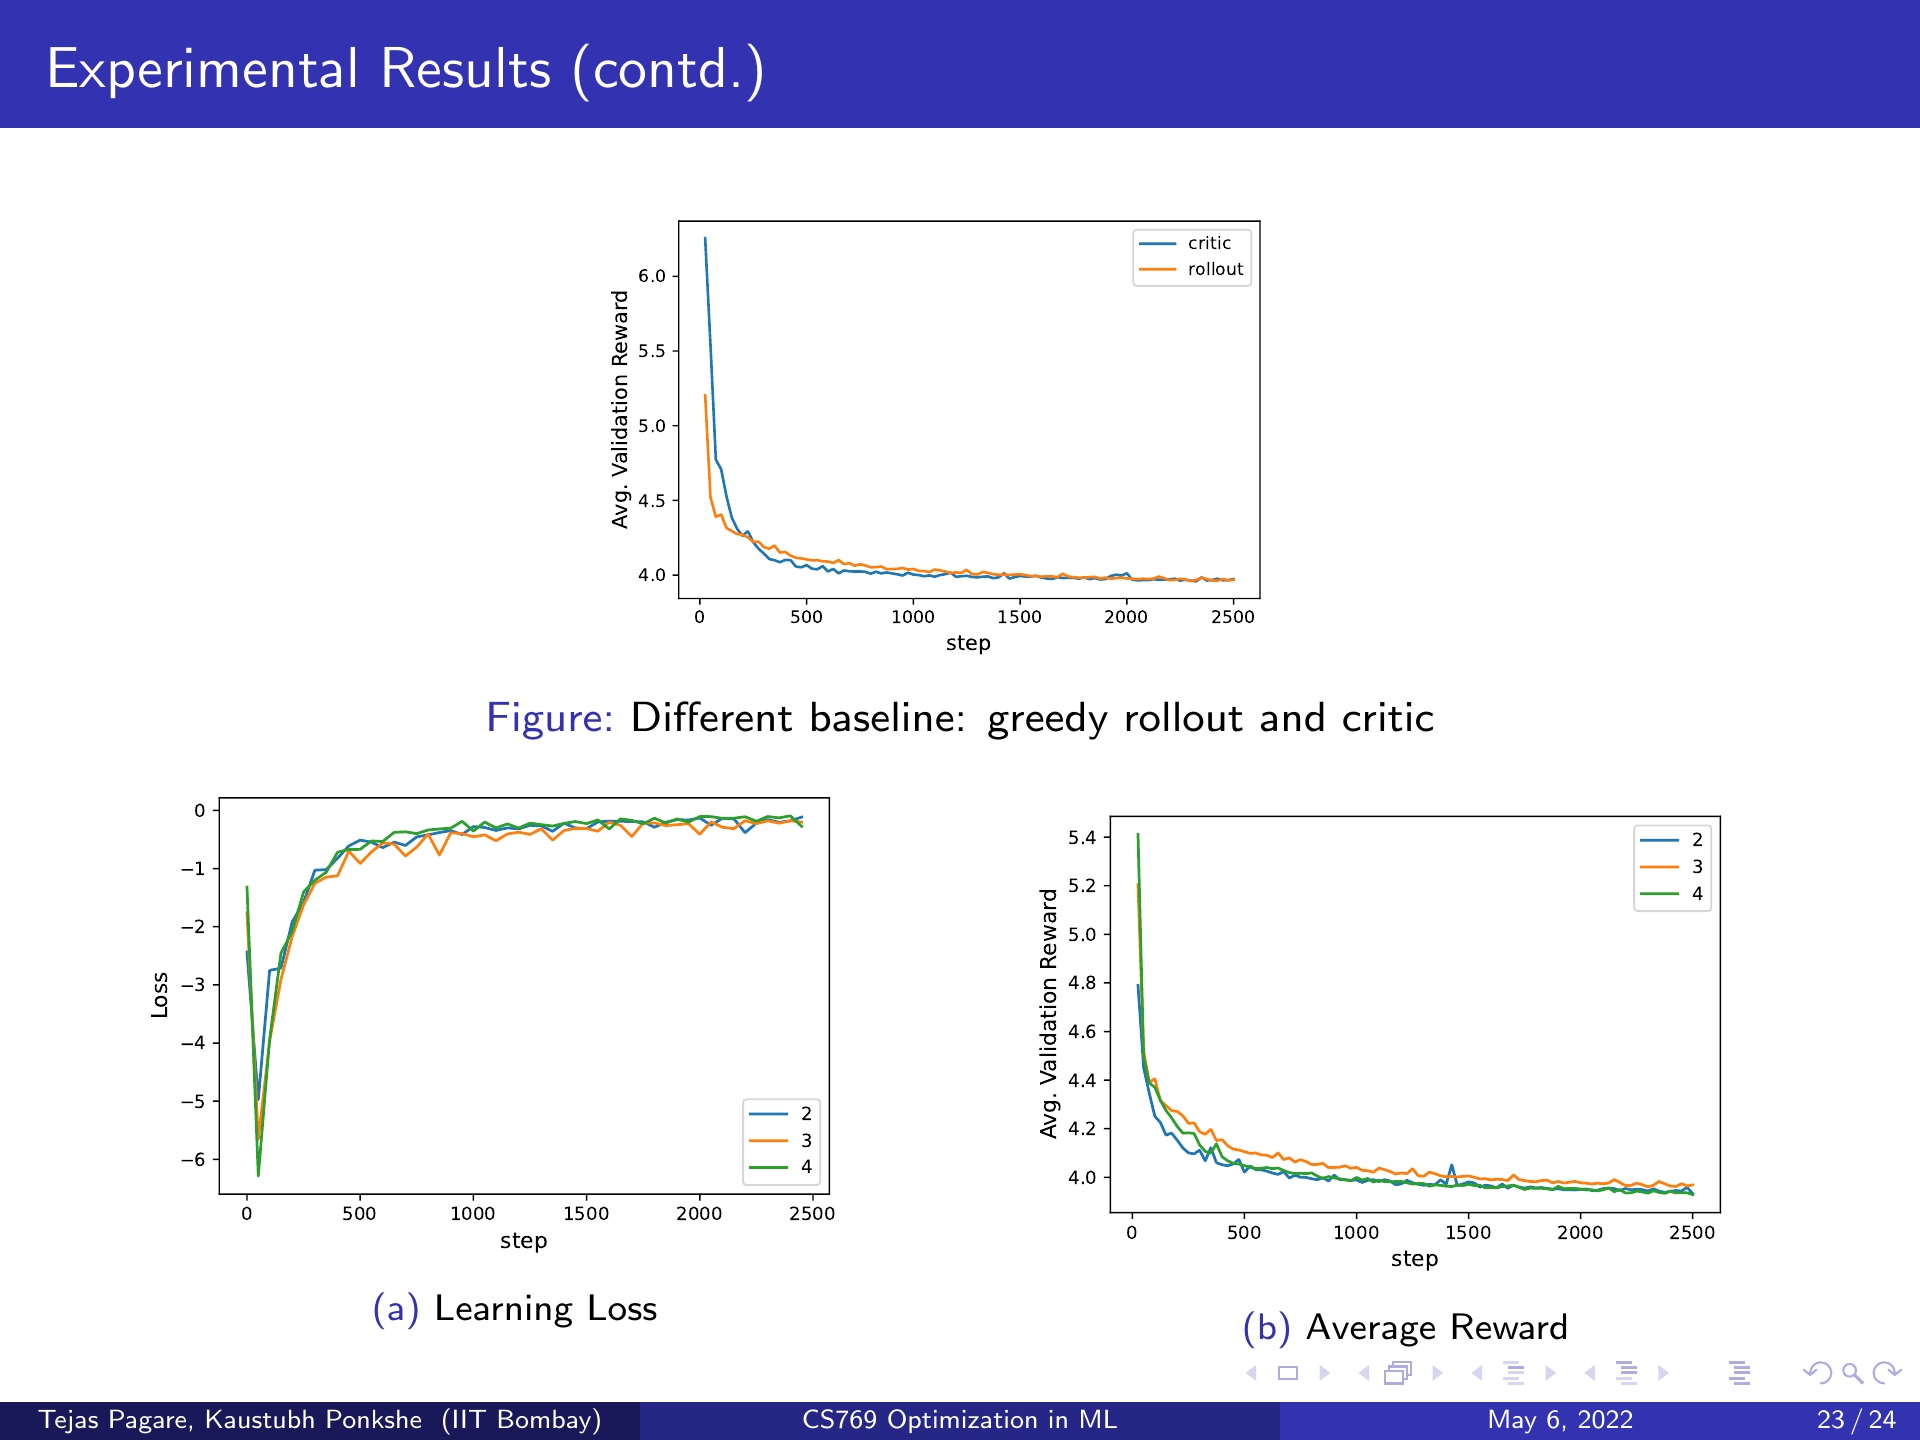 Experimental Results (contd.)
critic
rollout
Avg. Validation Reward
6.0
5.5
5.0
4.5
4.0
0 500 1000 1500 2000 2500
step
Figure: Different baseline: greedy rollout and critic
Loss
0
−1
−2
−3
−4
−5
−6
2
3
4
0 500 1000 1500 2000 2500
step
(a) Learning Loss
Avg. Validation Reward
5.4
5.2
5.0
4.8
4.6
4.4
4.2
4.0
2
3
4
0 500 1000 1500 2000 2500
step
(b) Average Reward
Tejas Pagare, Kaustubh Ponkshe (IIT Bombay) CS769 Optimization in ML May 6, 2022 23 / 24